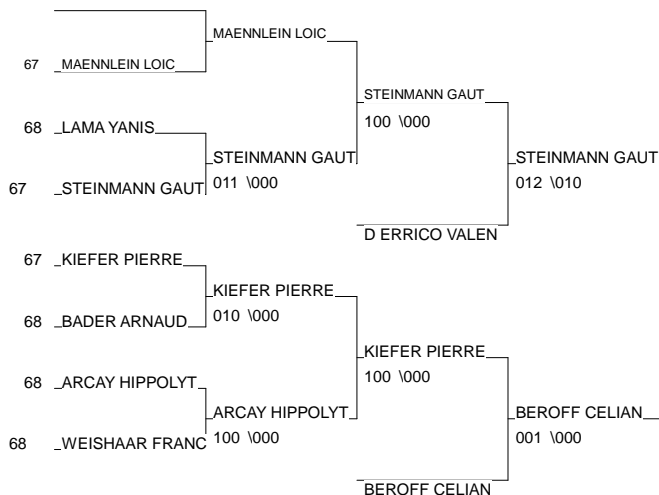 MAENNLEIN LOIC
67 MAENNLEIN LOIC
STEINMANN GAUT
100 \000
68 LAMA YANIS
STEINMANN GAUT
011 \000
STEINMANN GAUT
012 \010
67 STEINMANN GAUT
D ERRICO VALEN
67 KIEFER PIERRE
KIEFER PIERRE
010 \000
68 BADER ARNAUD
KIEFER PIERRE
100 \000
68 ARCAY HIPPOLYT
ARCAY HIPPOLYT
100 \000
BEROFF CELIAN
001 \000
68 WEISHAAR FRANC
BEROFF CELIAN